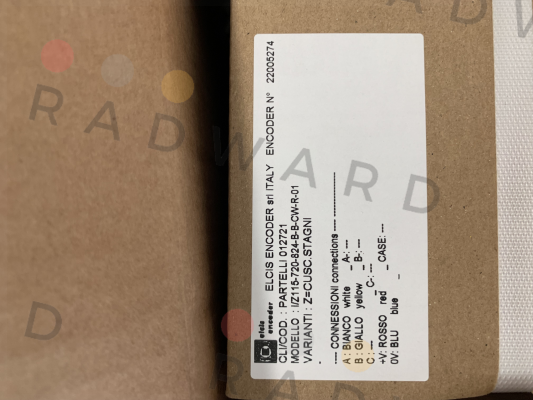 elcis
encoder
ELCIS ENCODER srl ITALY ENCODER N° 22005274
CLI/COD. : PARTELLI 012721
MODELLO : I/Z115-720-824-B-B-CW-R-01
VARIANTI : Z=CUSC.STAGNI
-
---- CONNESSIONI connections ---- --------------------
A : BIANCO white _ A-: ---
B : GIALLO yellow _ B-: ---
C : --- _ C-: ---
+V: ROSSO red _ CASE: ---
0V: BLU blue _
RADWARD